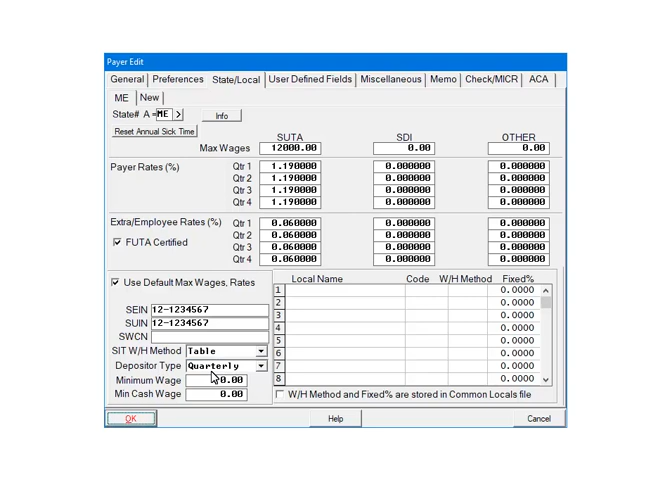 Payer Edit
General Preferences State/Local User Defined Fields Miscellaneous Memo Check/MICR ACA
ME New
State# A = ME > Info
Reset Annual Sick Time
SUTA SDI OTHER
Max Wages 12000.00 0.00 0.00
Payer Rates (%) Qtr 1 1.190000 0.000000 0.000000
Qtr 2 1.190000 0.000000 0.000000
Qtr 3 1.190000 0.000000 0.000000
Qtr 4 1.190000 0.000000 0.000000
Extra/Employee Rates (%) Qtr 1 0.060000 0.000000 0.000000
Qtr 2 0.060000 0.000000 0.000000
FUTA Certified Qtr 3 0.060000 0.000000 0.000000
Qtr 4 0.060000 0.000000 0.000000
Use Default Max Wages, Rates
SEIN 12-1234567
SUIN 12-1234567
SWCN
SIT W/H Method Table
Depositor Type Quarterly
Minimum Wage 0.00
Min Cash Wage 0.00
Local Name Code W/H Method Fixed%
1 0.0000
2 0.0000
3 0.0000
4 0.0000
5 0.0000
6 0.0000
7 0.0000
8 0.0000
W/H Method and Fixed% are stored in Common Locals file
OK Help Cancel